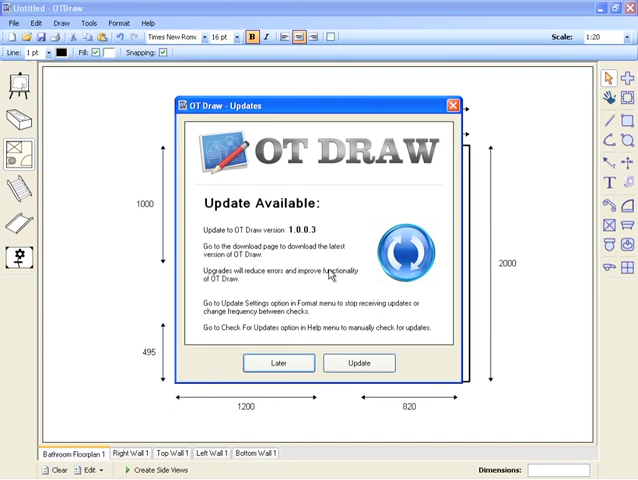 Untitled - OTDraw
File Edit Draw Tools Format Help
Times New Roma 16 pt B I Scale: 1:20
Line: 1 pt Fill: Snapping:
OT Draw - Updates
OT DRAW
Update Available:
Update to OT Draw version 1.0.0.3
Go to the download page to download the latest
version of OT Draw.
Upgrades will reduce errors and improve functionality
of OT Draw.
Go to Update Settings option in Format menu to stop receiving updates or
change frequency between checks.
Go to Check For Updates option in Help menu to manually check for updates.
Later Update
1000
2000
495
1200 820
Bathroom Floorplan 1 Right Wall 1 Top Wall 1 Left Wall 1 Bottom Wall 1
Clear Edit Create Side Views Dimensions: